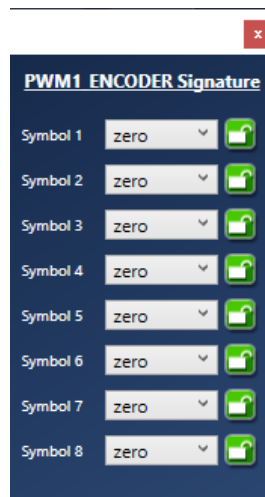 x
PWM1 ENCODER Signature
Symbol 1 zero
Symbol 2 zero
Symbol 3 zero
Symbol 4 zero
Symbol 5 zero
Symbol 6 zero
Symbol 7 zero
Symbol 8 zero